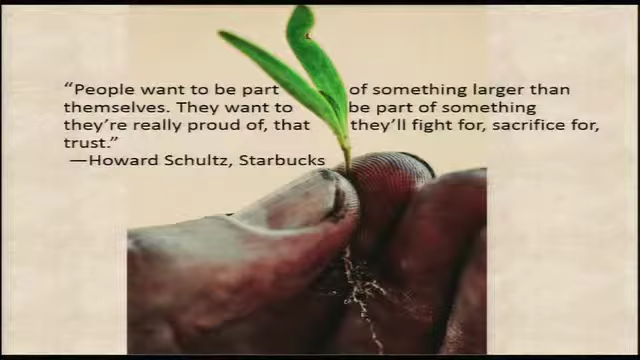 “People want to be part of something larger than
themselves. They want to be part of something
they’re really proud of, that they’ll fight for, sacrifice for,
trust.”
—Howard Schultz, Starbucks